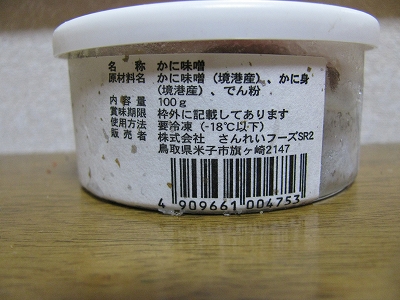 名　称　かに味噌
原材料名　かに味噌（境港産）、かに身
（境港産）、でん粉
内容量　100g
賞味期限　枠外に記載してあります
使用方法　要冷凍（-18℃以下）
販売者　株式会社　さんれいフーズSR2
鳥取県米子市旗ヶ崎2147
4 909661 004753